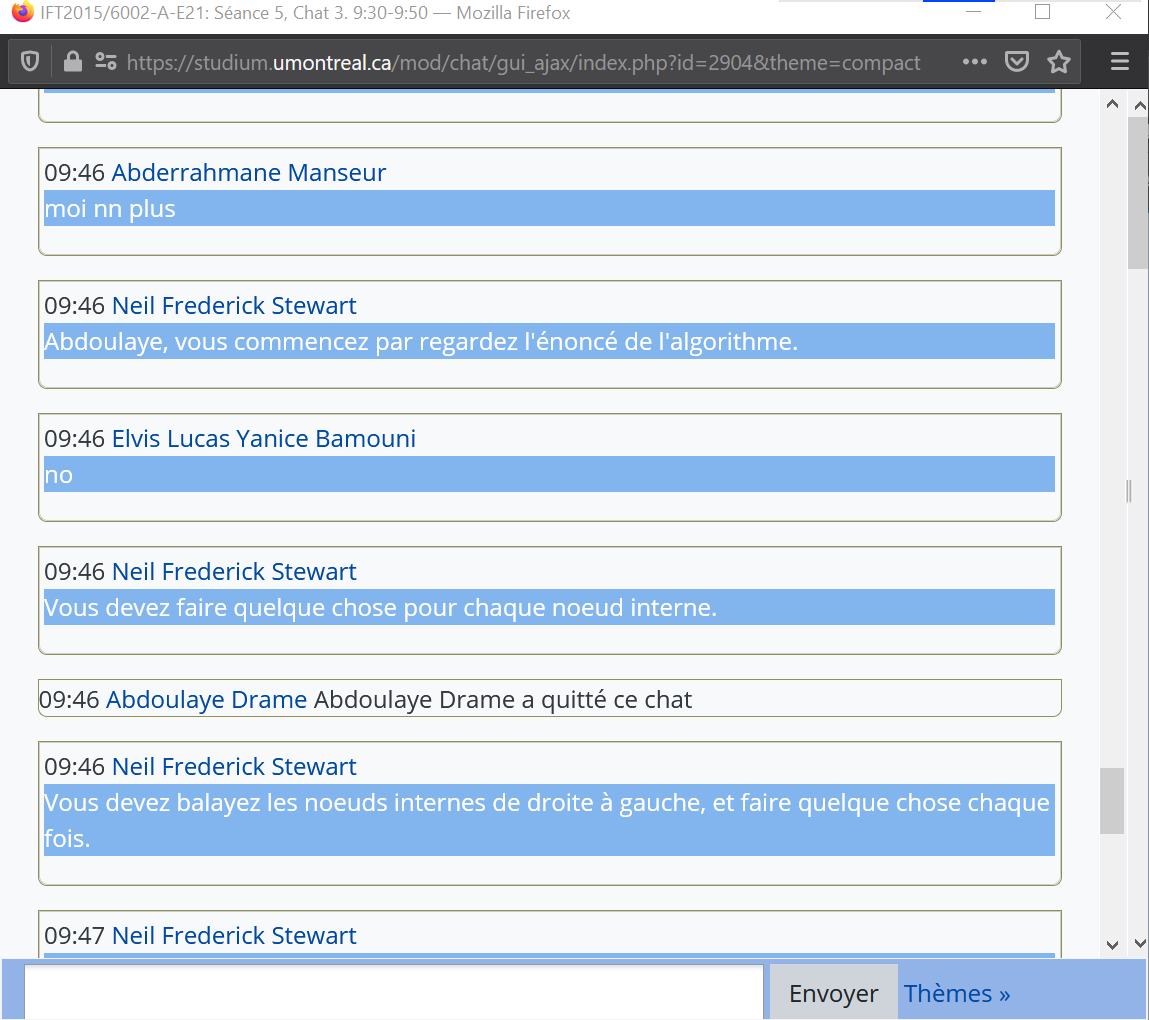 IFT2015/6002-A-E21: Séance 5, Chat 3. 9:30-9:50 — Mozilla Firefox
https://studium.umontreal.ca/mod/chat/gui_ajax/index.php?id=2904&theme=compact
09:46 Abderrahmane Manseur
moi nn plus
09:46 Neil Frederick Stewart
Abdoulaye, vous commencez par regardez l'énoncé de l'algorithme.
09:46 Elvis Lucas Yanice Bamouni
no
09:46 Neil Frederick Stewart
Vous devez faire quelque chose pour chaque noeud interne.
09:46 Abdoulaye Drame Abdoulaye Drame a quitté ce chat
09:46 Neil Frederick Stewart
Vous devez balayez les noeuds internes de droite à gauche, et faire quelque chose chaque
fois.
09:47 Neil Frederick Stewart
Envoyer Thèmes »